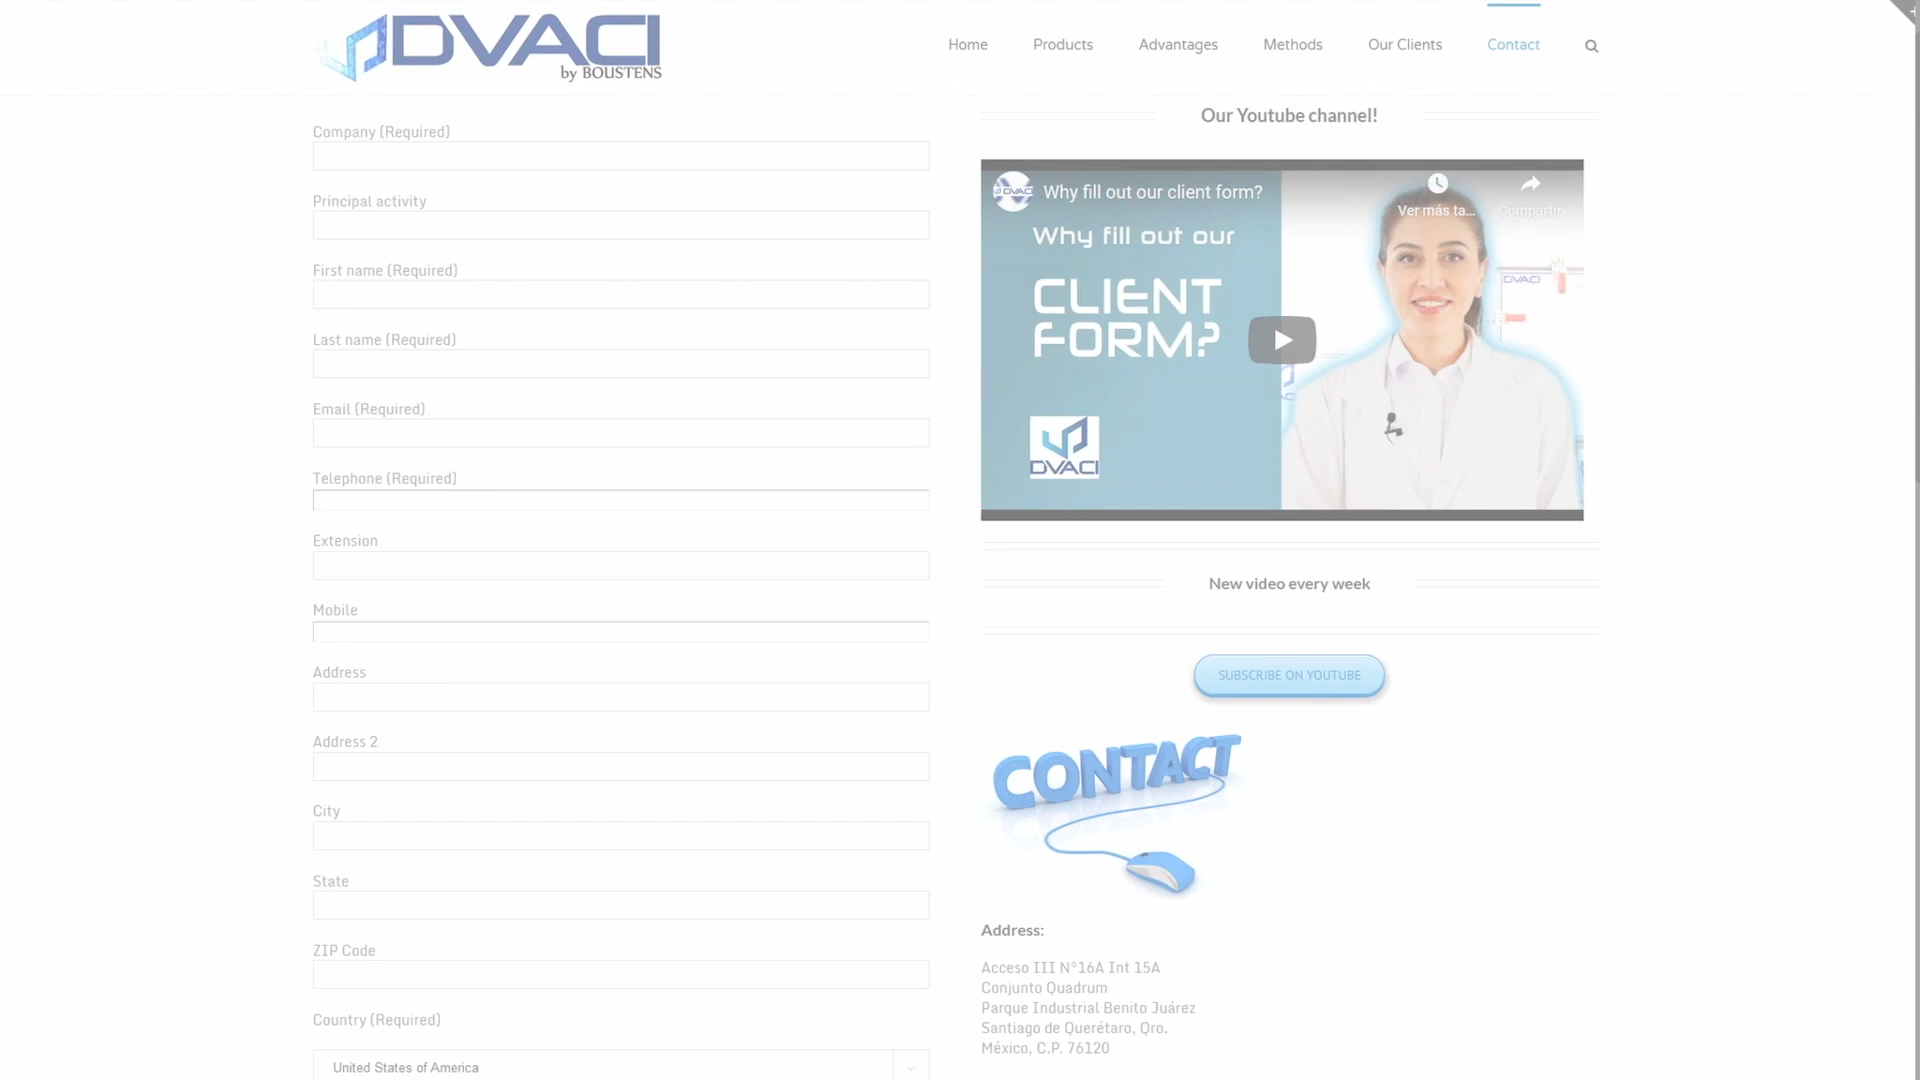 DVACI
by BOUSTENS
Home
Products
Advantages
Methods
Our Clients
Contact
Company (Required)
Principal activity
First name (Required)
Last name (Required)
Email (Required)
Telephone (Required)
Extension
Mobile
Address
Address 2
City
State
ZIP Code
Country (Required)
United States of America
Our Youtube channel!
DVACI
Why fill out our client form?
Ver más ta...
Compartir
Why fill out our
CLIENT
FORM?
DVACI
DVACI
New video every week
SUBSCRIBE ON YOUTUBE
CONTACT
Address:
Acceso III N°16A Int 15A
Conjunto Quadrum
Parque Industrial Benito Juárez
Santiago de Querétaro, Qro.
México, C.P. 76120